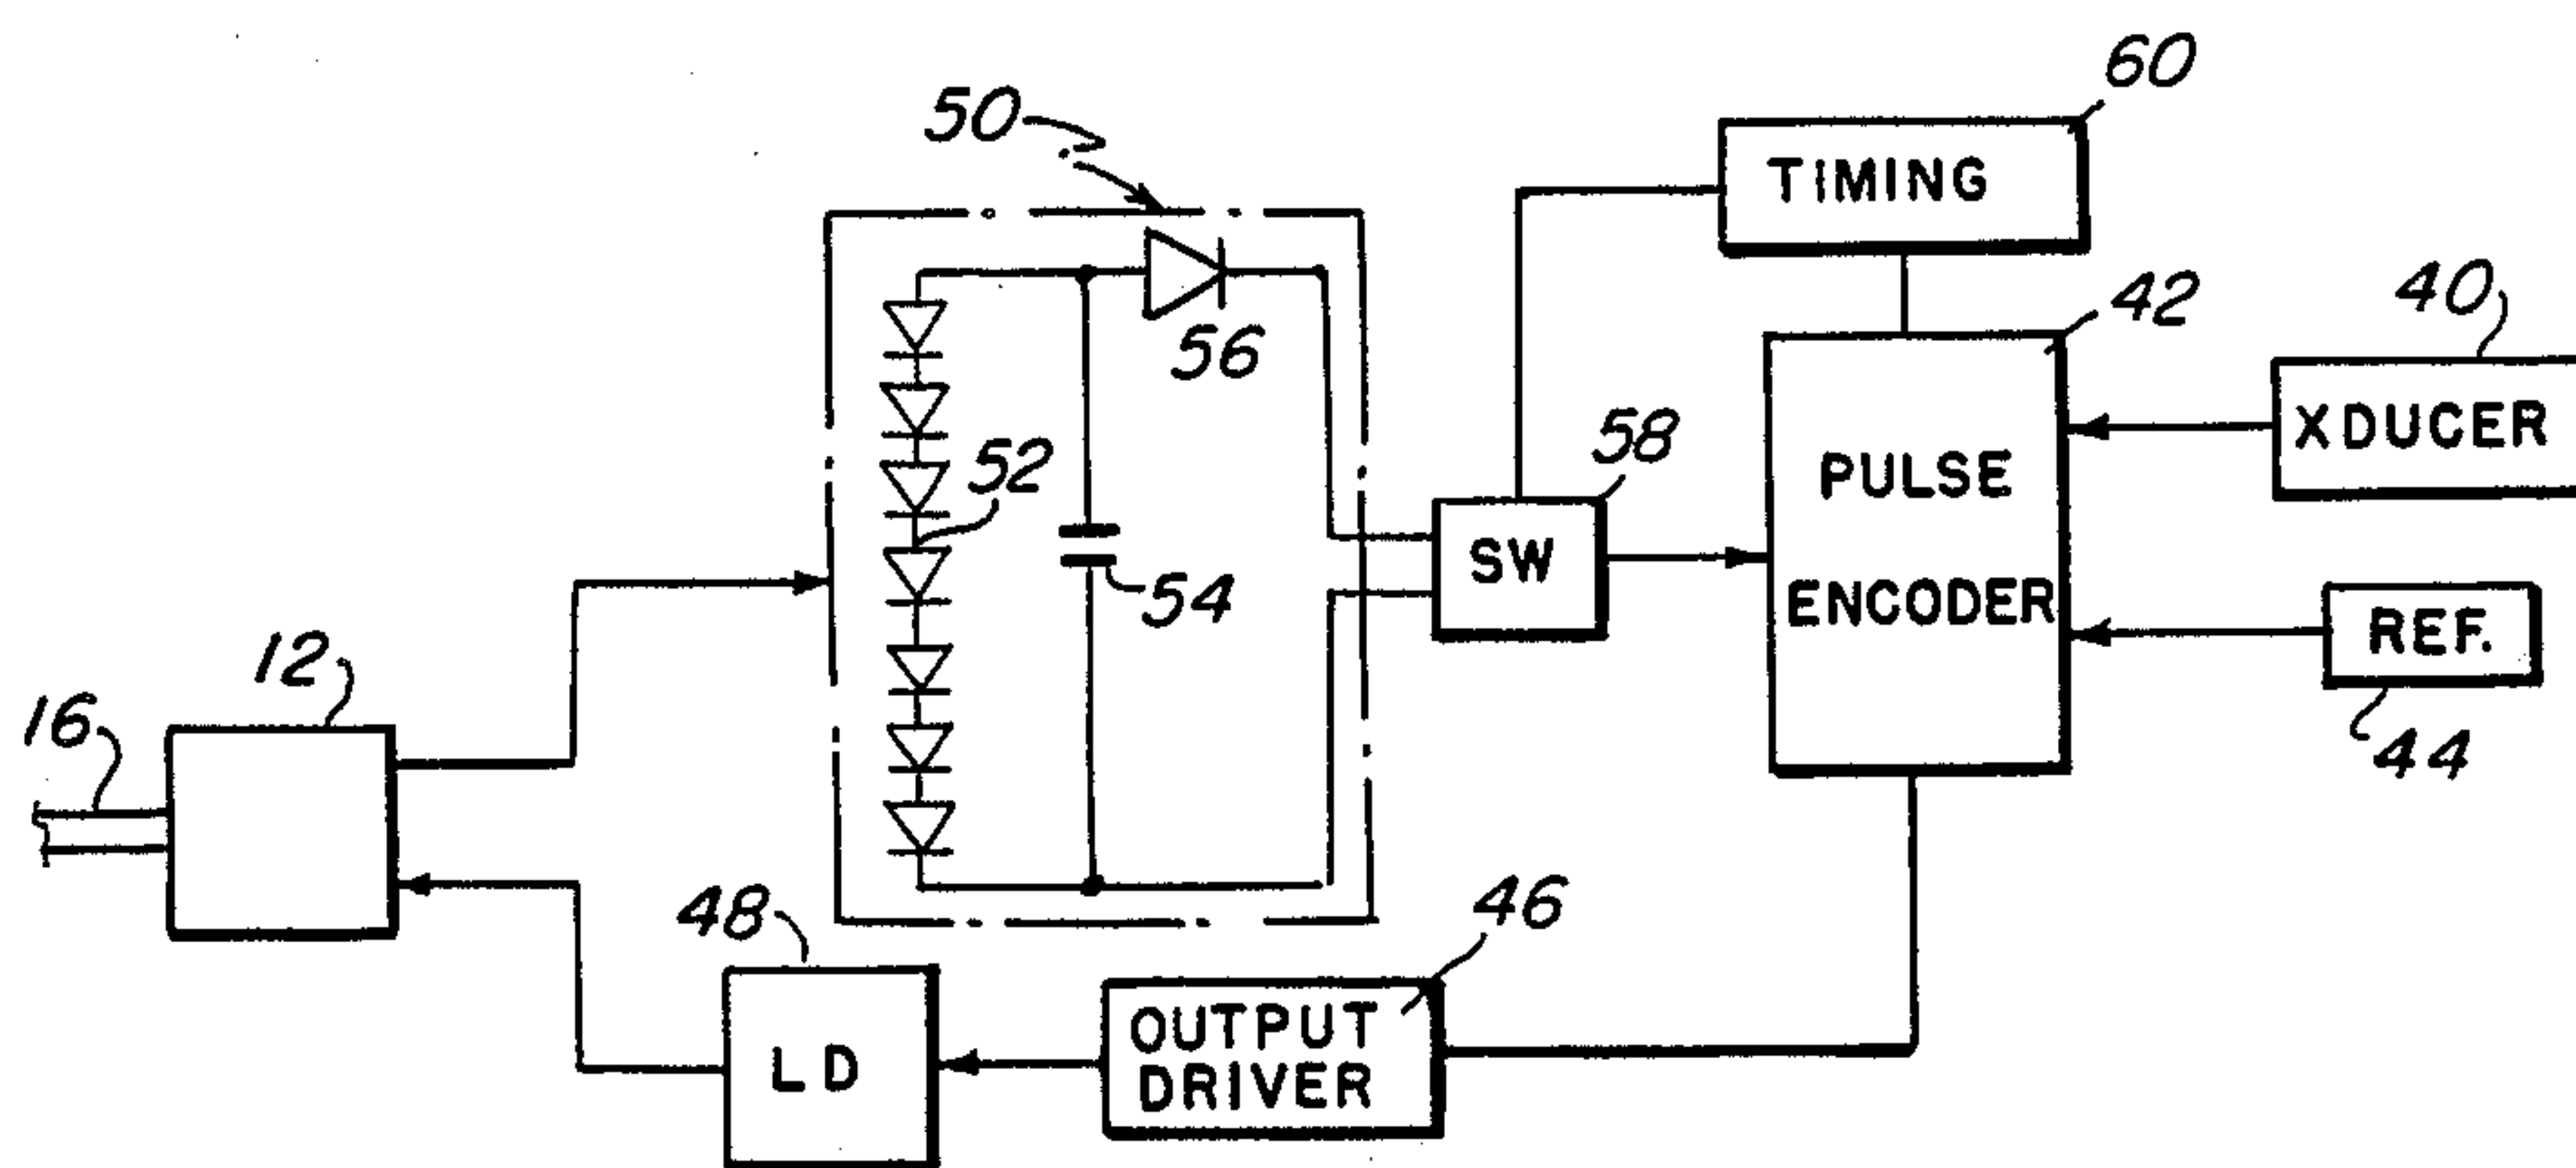 60
50
TIMING
42
40
56
XDUCER
58
52
PULSE
SW
54
ENCODER
REF.
12
16
44
48
46
OUTPUT
DRIVER
LD